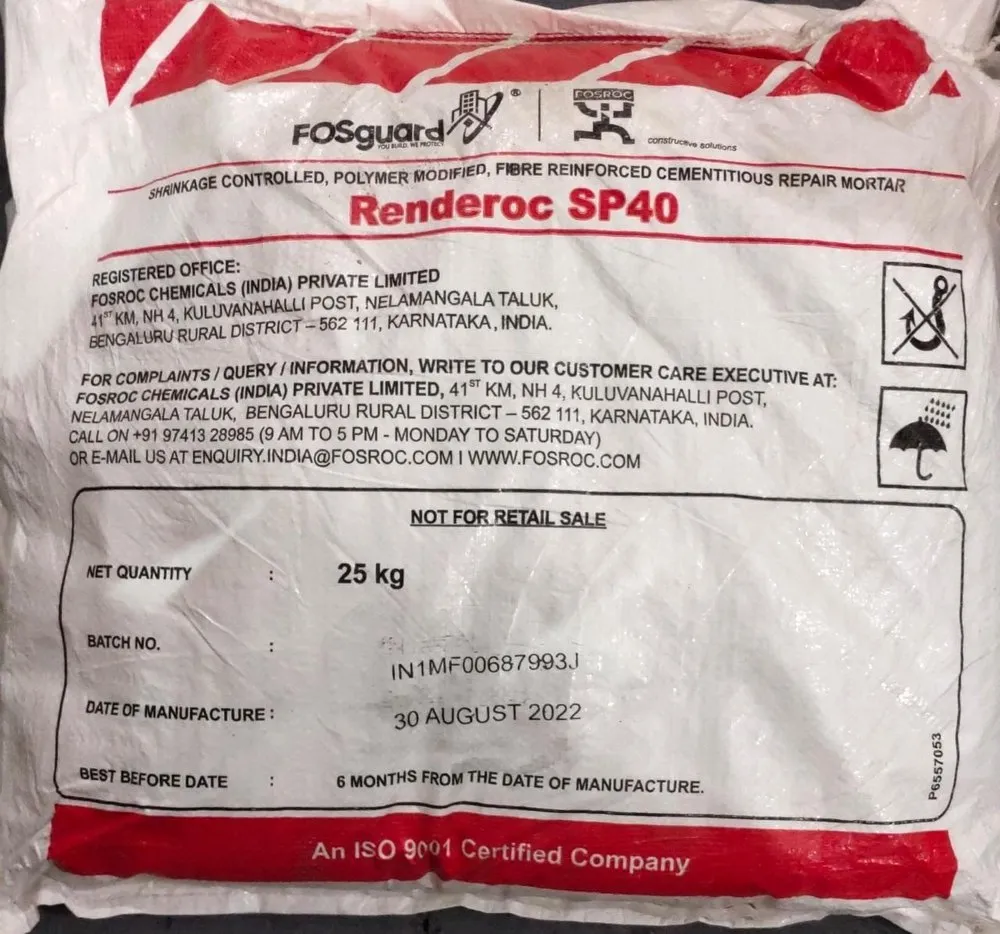 FOSguard ®
YOU BUILD. WE PROTECT
FOSROC
constructive solutions
SHRINKAGE CONTROLLED, POLYMER MODIFIED, FIBRE REINFORCED CEMENTITIOUS REPAIR MORTAR
Renderoc SP40
REGISTERED OFFICE:
FOSROC CHEMICALS (INDIA) PRIVATE LIMITED
41ST KM, NH 4, KULUVANAHALLI POST, NELAMANGALA TALUK,
BENGALURU RURAL DISTRICT – 562 111, KARNATAKA, INDIA.
FOR COMPLAINTS / QUERY / INFORMATION, WRITE TO OUR CUSTOMER CARE EXECUTIVE AT:
FOSROC CHEMICALS (INDIA) PRIVATE LIMITED, 41ST KM, NH 4, KULUVANAHALLI POST,
NELAMANGALA TALUK, BENGALURU RURAL DISTRICT – 562 111, KARNATAKA, INDIA.
CALL ON +91 97413 28985 (9 AM TO 5 PM - MONDAY TO SATURDAY)
OR E-MAIL US AT ENQUIRY.INDIA@FOSROC.COM I WWW.FOSROC.COM
NOT FOR RETAIL SALE
NET QUANTITY : 25 kg
BATCH NO. : IN1MF00687993J
DATE OF MANUFACTURE : 30 AUGUST 2022
BEST BEFORE DATE : 6 MONTHS FROM THE DATE OF MANUFACTURE.
P6557053
An ISO 9001 Certified Company